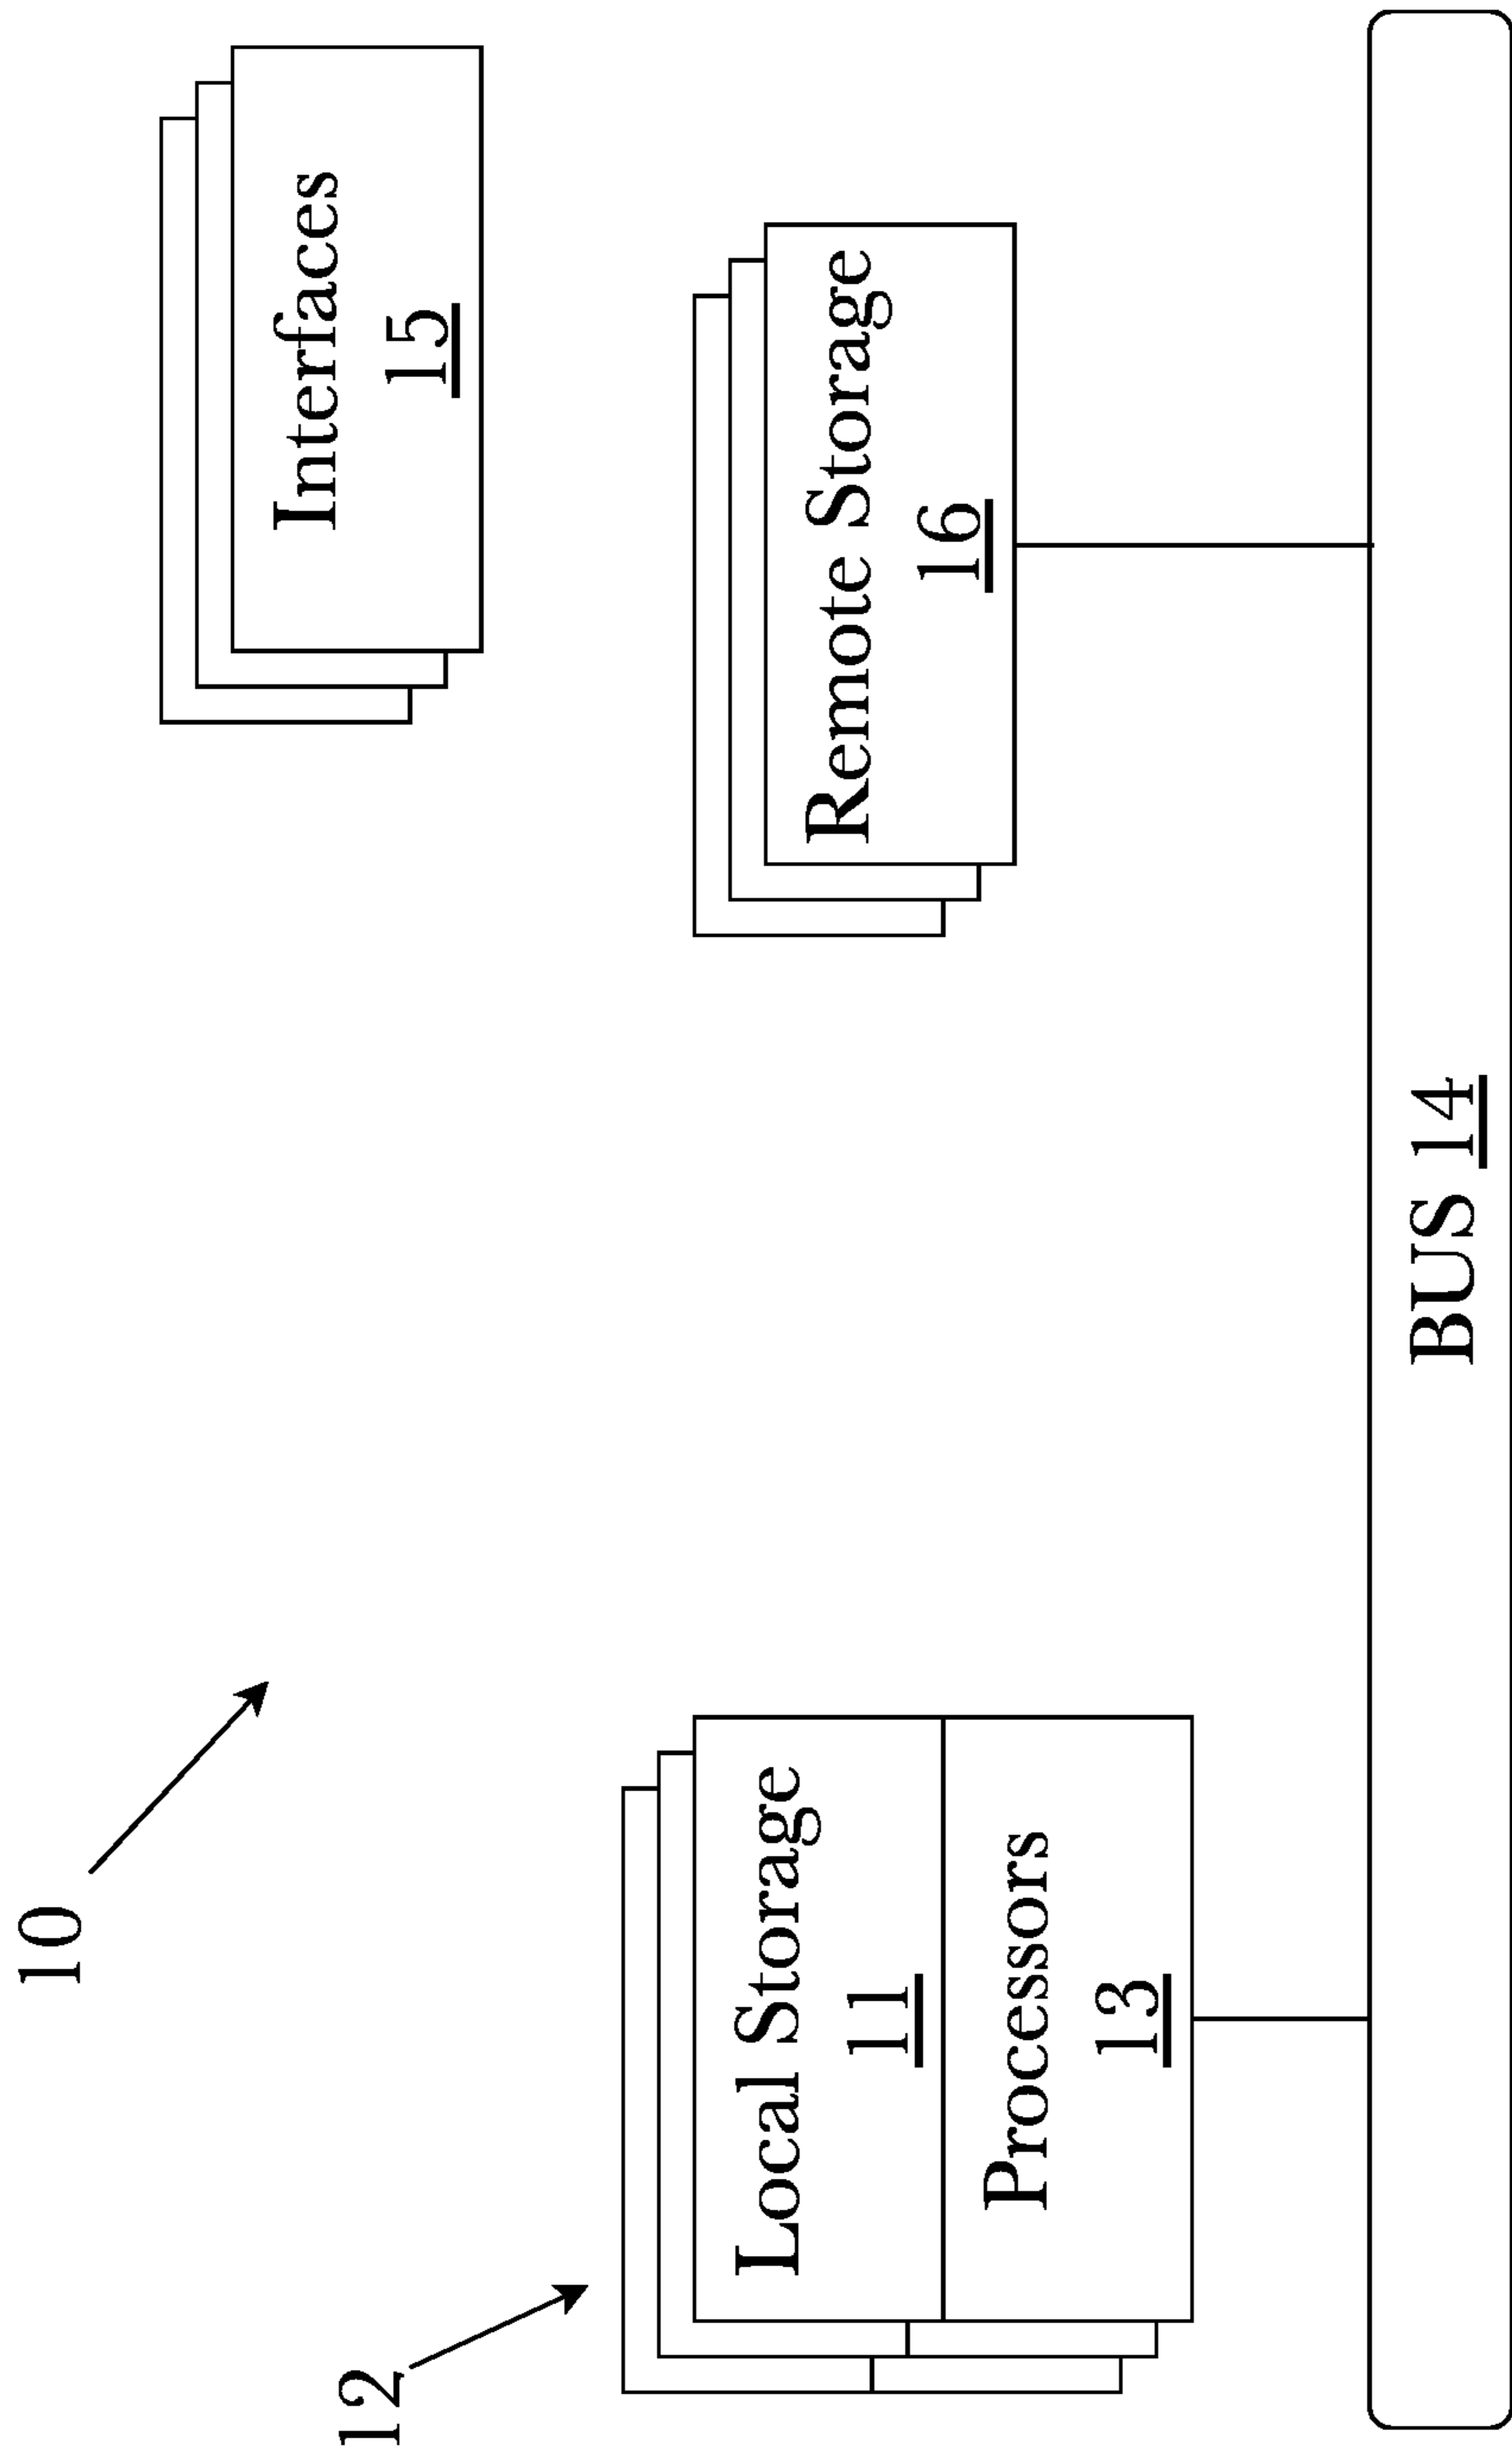 10
12
Local Storage
11
Processors
13
Interfaces
15
Remote Storage
16
BUS 14